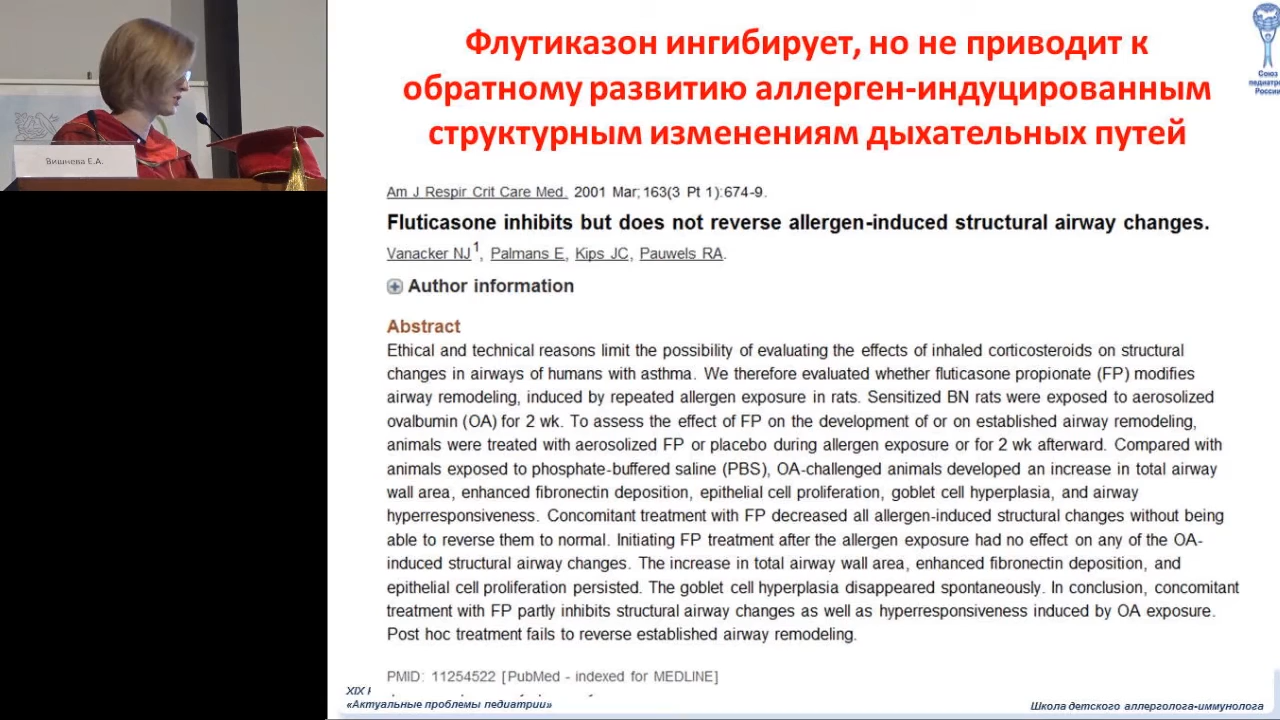 Флутиказон ингибирует, но не приводит к
обратному развитию аллерген-индуцированным
структурным изменениям дыхательных путей
Союз
педиатров
России
Вишнева Е.А.
Am J Respir Crit Care Med. 2001 Mar;163(3 Pt 1):674-9.
Fluticasone inhibits but does not reverse allergen-induced structural airway changes.
Vanacker NJ1, Palmans E, Kips JC, Pauwels RA.
Author information
Abstract
Ethical and technical reasons limit the possibility of evaluating the effects of inhaled corticosteroids on structural
changes in airways of humans with asthma. We therefore evaluated whether fluticasone propionate (FP) modifies
airway remodeling, induced by repeated allergen exposure in rats. Sensitized BN rats were exposed to aerosolized
ovalbumin (OA) for 2 wk. To assess the effect of FP on the development of or on established airway remodeling,
animals were treated with aerosolized FP or placebo during allergen exposure or for 2 wk afterward. Compared with
animals exposed to phosphate-buffered saline (PBS), OA-challenged animals developed an increase in total airway
wall area, enhanced fibronectin deposition, epithelial cell proliferation, goblet cell hyperplasia, and airway
hyperresponsiveness. Concomitant treatment with FP decreased all allergen-induced structural changes without being
able to reverse them to normal. Initiating FP treatment after the allergen exposure had no effect on any of the OA-
induced structural airway changes. The increase in total airway wall area, enhanced fibronectin deposition, and
epithelial cell proliferation persisted. The goblet cell hyperplasia disappeared spontaneously. In conclusion, concomitant
treatment with FP partly inhibits structural airway changes as well as hyperresponsiveness induced by OA exposure.
Post hoc treatment fails to reverse established airway remodeling.
PMID: 11254522 [PubMed - indexed for MEDLINE]
XIX
«Актуальные проблемы педиатрии»
Школа детского аллерголога-иммунолога